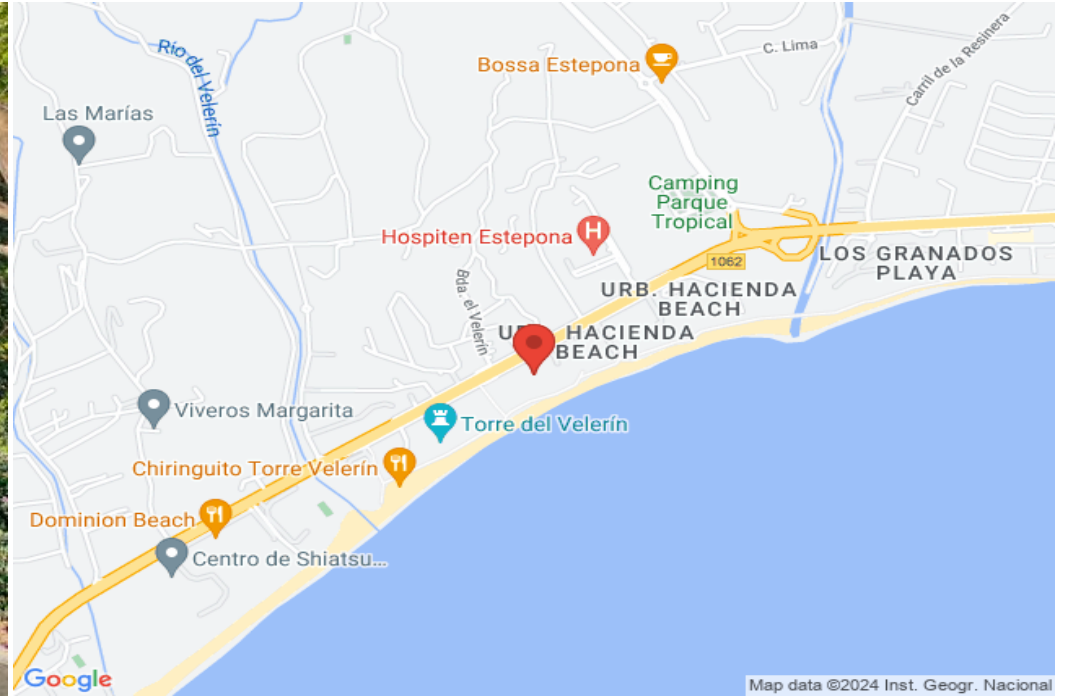 Río del Velerín
Las Marías
Bossa Estepona
C. Lima
Carril de la Resinera
Camping
Parque
Tropical
Hospiten Estepona
H
1062
LOS GRANADOS
PLAYA
URB. HACIENDA
BEACH
Bda. el Velerín
HACIENDA
BEACH
Viveros Margarita
Torre del Velerín
Chiringuito Torre Velerín
Dominion Beach
Centro de Shiatsu...
Google
Map data ©2024 Inst. Geogr. Nacional